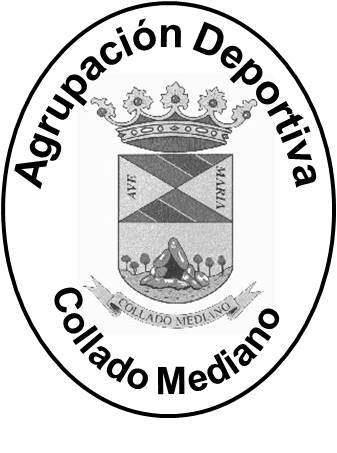 Agrupación Deportiva
AVE
MARIA
COLLADO MEDIANO
Collado Mediano